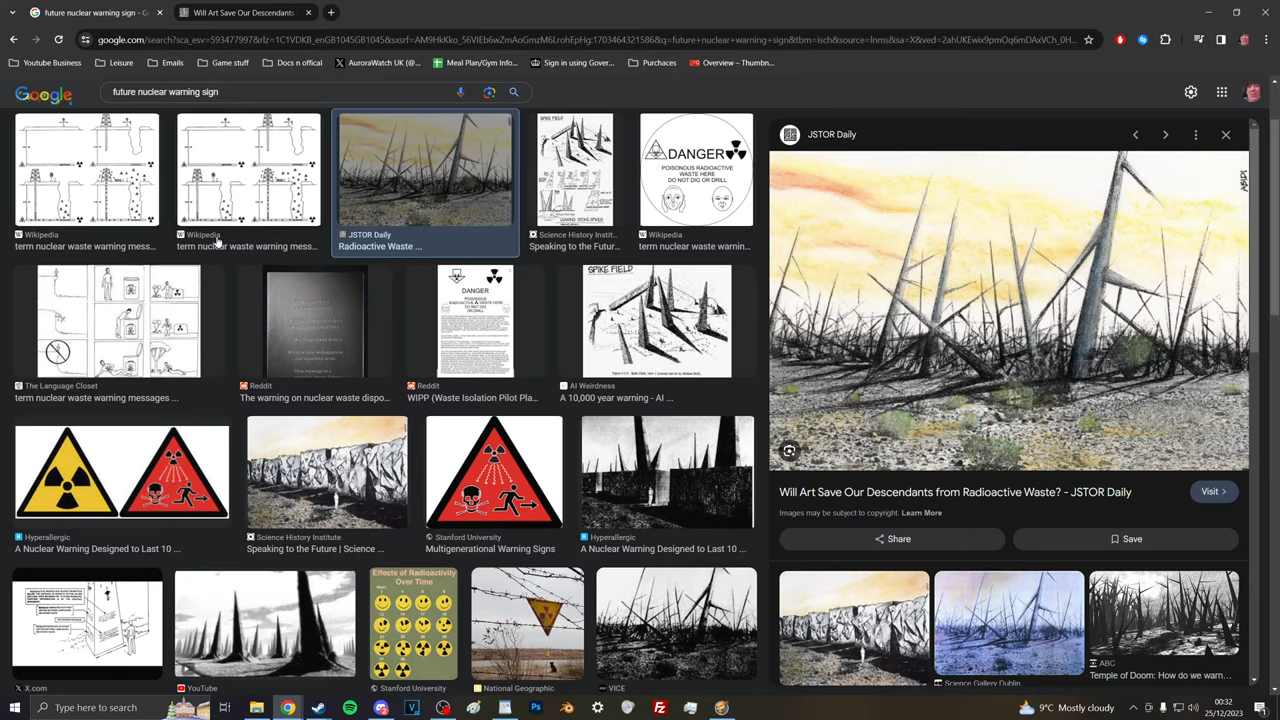 future nuclear warning sign - G
Will Art Save Our Descendants
google.com/search?sca_esv=593477997&rlz=1C1VDKB_enGB1045GB1045&sxsrf=AM9HkKko_56VIEb6wZmAoGmzM6LrohEpHg:1703464321586&q=future+nuclear+warning+sign&tbm=isch&source=lnms&sa=X&ved=2ahUKEwix9pmOq6mDAxVCh_0H...
Youtube Business
Leisure
Emails
Game stuff
Docs n offical
AuroraWatch UK (@...
Meal Plan/Gym Info...
Sign in using Gover...
Purchaces
Overview – Thumbn...
Google
future nuclear warning sign
JSTOR Daily
SPIKE FIELD
DANGER
POISONOUS RADIOACTIVE
WASTE HERE
DO NOT DIG OR DRILL
Wikipedia
term nuclear waste warning mess...
Wikipedia
term nuclear waste warning mess...
JSTOR Daily
Radioactive Waste ...
Science History Instit...
Speaking to the Futur...
Wikipedia
term nuclear waste warnin...
DANGER
POISONOUS
RADIOACTIVE WASTE HERE
DO NOT DIG OR DRILL
SPIKE FIELD
The Language Closet
term nuclear waste warning messages ...
Reddit
The warning on nuclear waste dispo...
Reddit
WIPP (Waste Isolation Pilot Pla...
AI Weirdness
A 10,000 year warning - AI ...
Will Art Save Our Descendants from Radioactive Waste? - JSTOR Daily
Visit
Images may be subject to copyright. Learn More
Share
Save
Hyperallergic
A Nuclear Warning Designed to Last 10 ...
Science History Institute
Speaking to the Future | Science ...
Stanford University
Multigenerational Warning Signs
Hyperallergic
A Nuclear Warning Designed to Last 10 ...
Effects of Radioactivity
Over Time
X.com
YouTube
Stanford University
National Geographic
VICE
Science Gallery Dublin
ABC
Temple of Doom: How do we warn...
Type here to search
9°C Mostly cloudy
00:32
25/12/2023